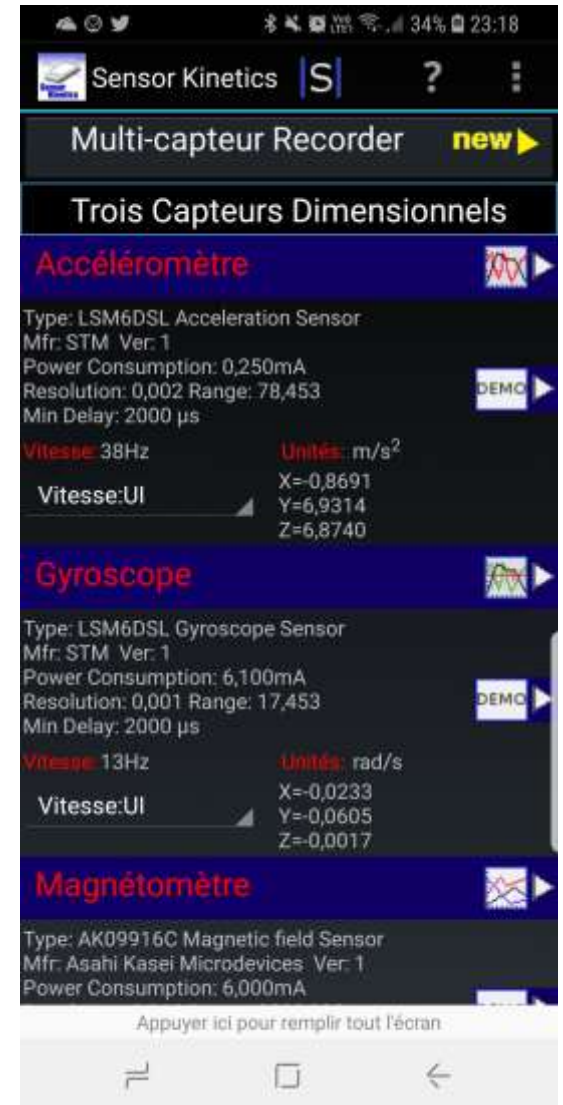 34% 23:18
Sensor Kinetics |S| ?
Multi-capteur Recorder new
Trois Capteurs Dimensionnels
Accéléromètre
Type: LSM6DSL Acceleration Sensor
Mfr: STM Ver: 1
Power Consumption: 0,250mA
Resolution: 0,002 Range: 78,453
DEMO
Min Delay: 2000 µs
Vitesse: 38Hz Unités: m/s²
Vitesse:UI
X=-0,8691
Y=6,9314
Z=6,8740
Gyroscope
Type: LSM6DSL Gyroscope Sensor
Mfr: STM Ver: 1
Power Consumption: 6,100mA
Resolution: 0,001 Range: 17,453
DEMO
Min Delay: 2000 µs
Vitesse: 13Hz Unités: rad/s
Vitesse:UI
X=-0,0233
Y=-0,0605
Z=-0,0017
Magnétomètre
Type: AK09916C Magnetic field Sensor
Mfr: Asahi Kasei Microdevices Ver: 1
Power Consumption: 6,000mA
Appuyer ici pour remplir tout l'écran